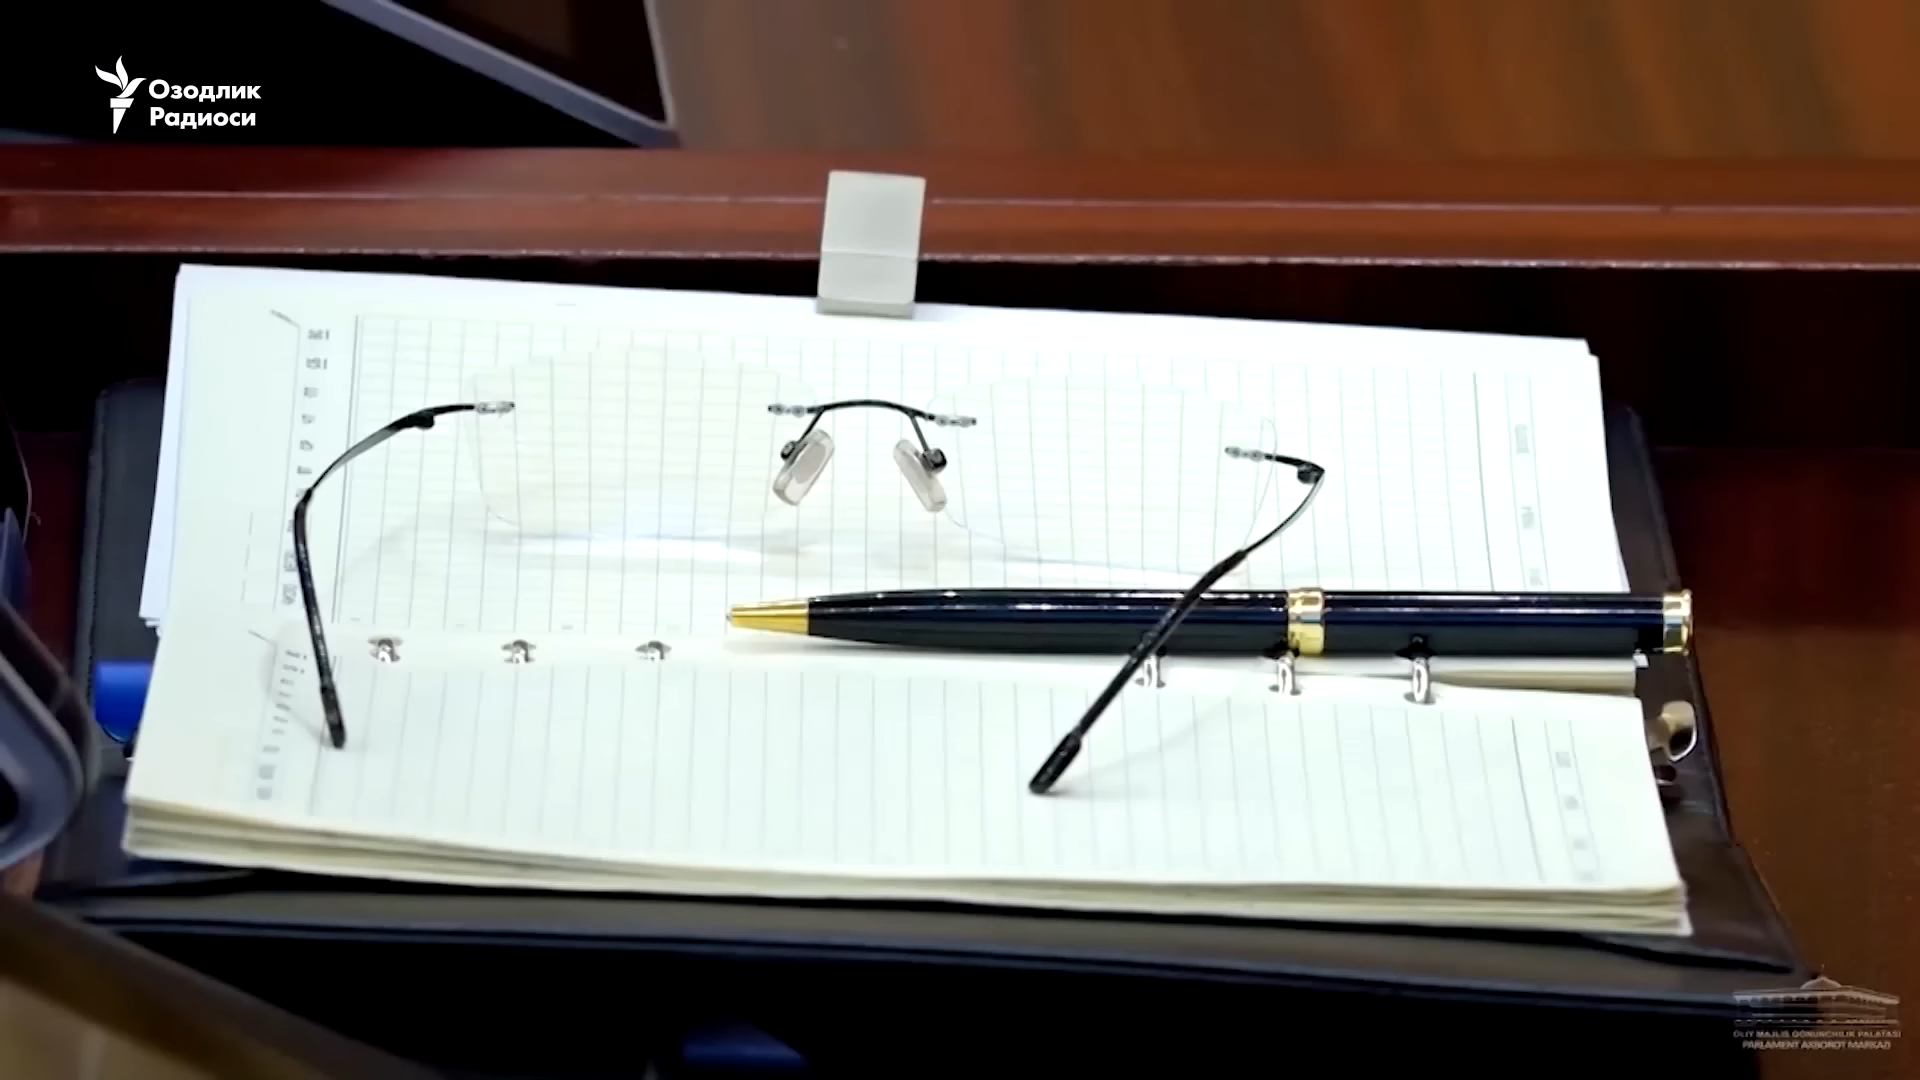 Озодлик
Радиоси
OLIY MAJLIS QONUNCHILIK PALATASI
PARLAMENT AXBOROT MARKAZI